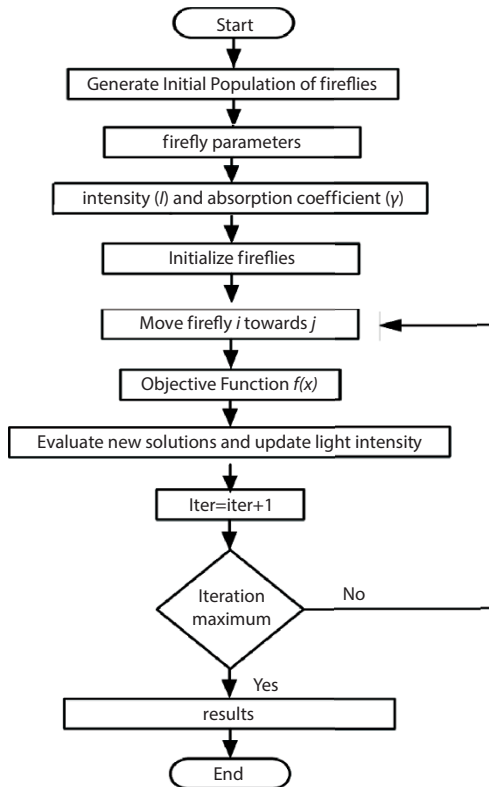 Start
Generate Initial Population of fireflies
firefly parameters
intensity (I) and absorption coefficient (γ)
Initialize fireflies
Move firefly i towards j
Objective Function f(x)
Evaluate new solutions and update light intensity
Iter=iter+1
Iteration
maximum
No
Yes
results
End